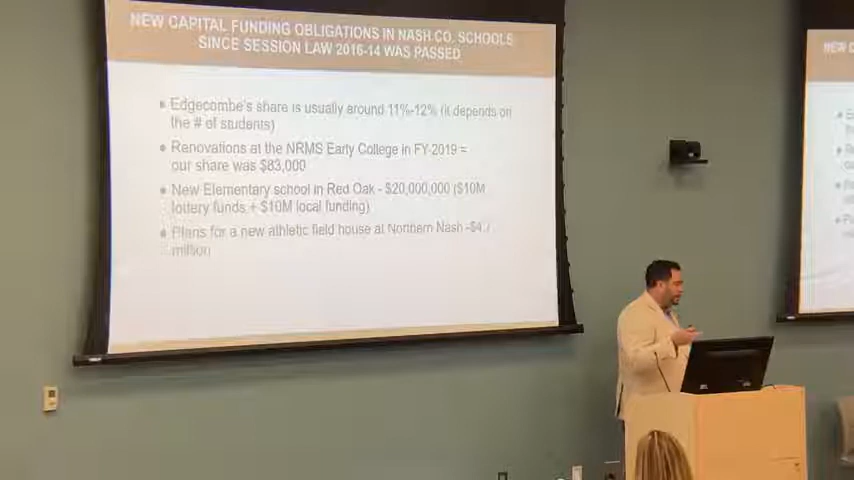 NEW CAPITAL FUNDING OBLIGATIONS IN NASH CO. SCHOOLS
SINCE SESSION LAW 2016-14 WAS PASSED
Edgecombe's share is usually around 11%-12% (it depends on
the # of students)
Renovations at the NRMS Early College in FY 2019 =
our share was $83,000
New Elementary school in Red Oak - $20,000,000 ($10M
lottery funds + $10M local funding)
Plans for a new athletic field house at Northern Nash
million
NEW C